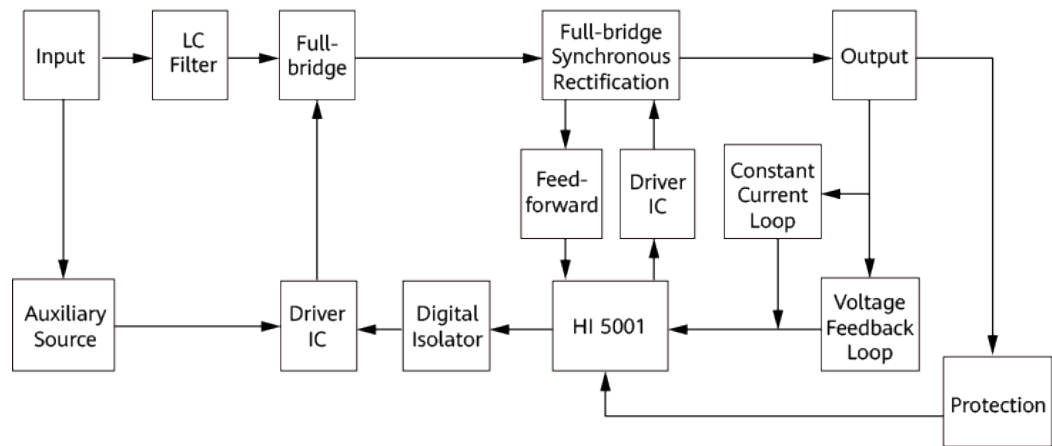 Input
LC
Filter
Full-
bridge
Full-bridge
Synchronous
Rectification
Output
Feed-
forward
Driver
IC
Constant
Current
Loop
Auxiliary
Source
Driver
IC
Digital
Isolator
HI 5001
Voltage
Feedback
Loop
Protection